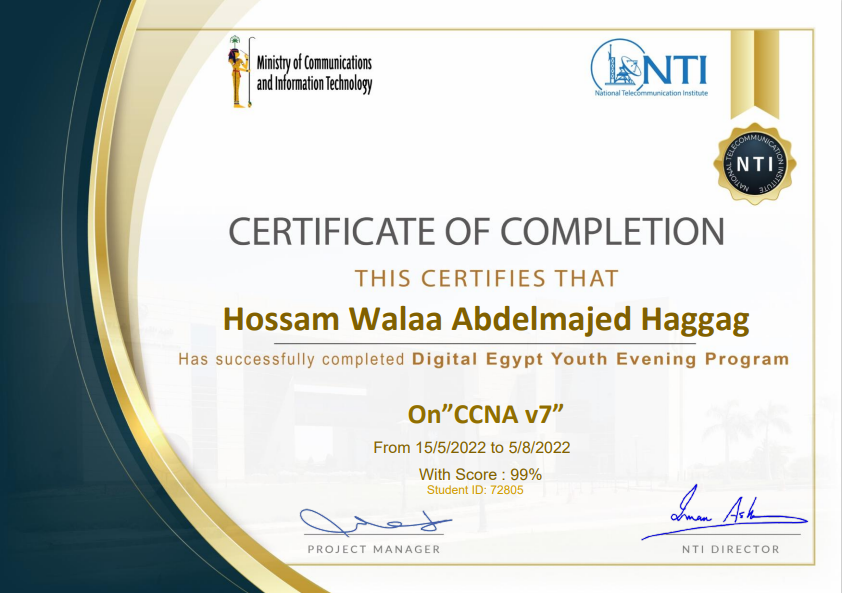 Ministry of Communications
and Information Technology
NTI
National Telecommunication Institute
NATIONAL TELECOMMUNICATION INSTITUTE
NTI
CERTIFICATE OF COMPLETION
THIS CERTIFIES THAT
Hossam Walaa Abdelmajed Haggag
Has successfully completed Digital Egypt Youth Evening Program
On”CCNA v7”
From 15/5/2022 to 5/8/2022
With Score : 99%
Student ID: 72805
PROJECT MANAGER
NTI DIRECTOR